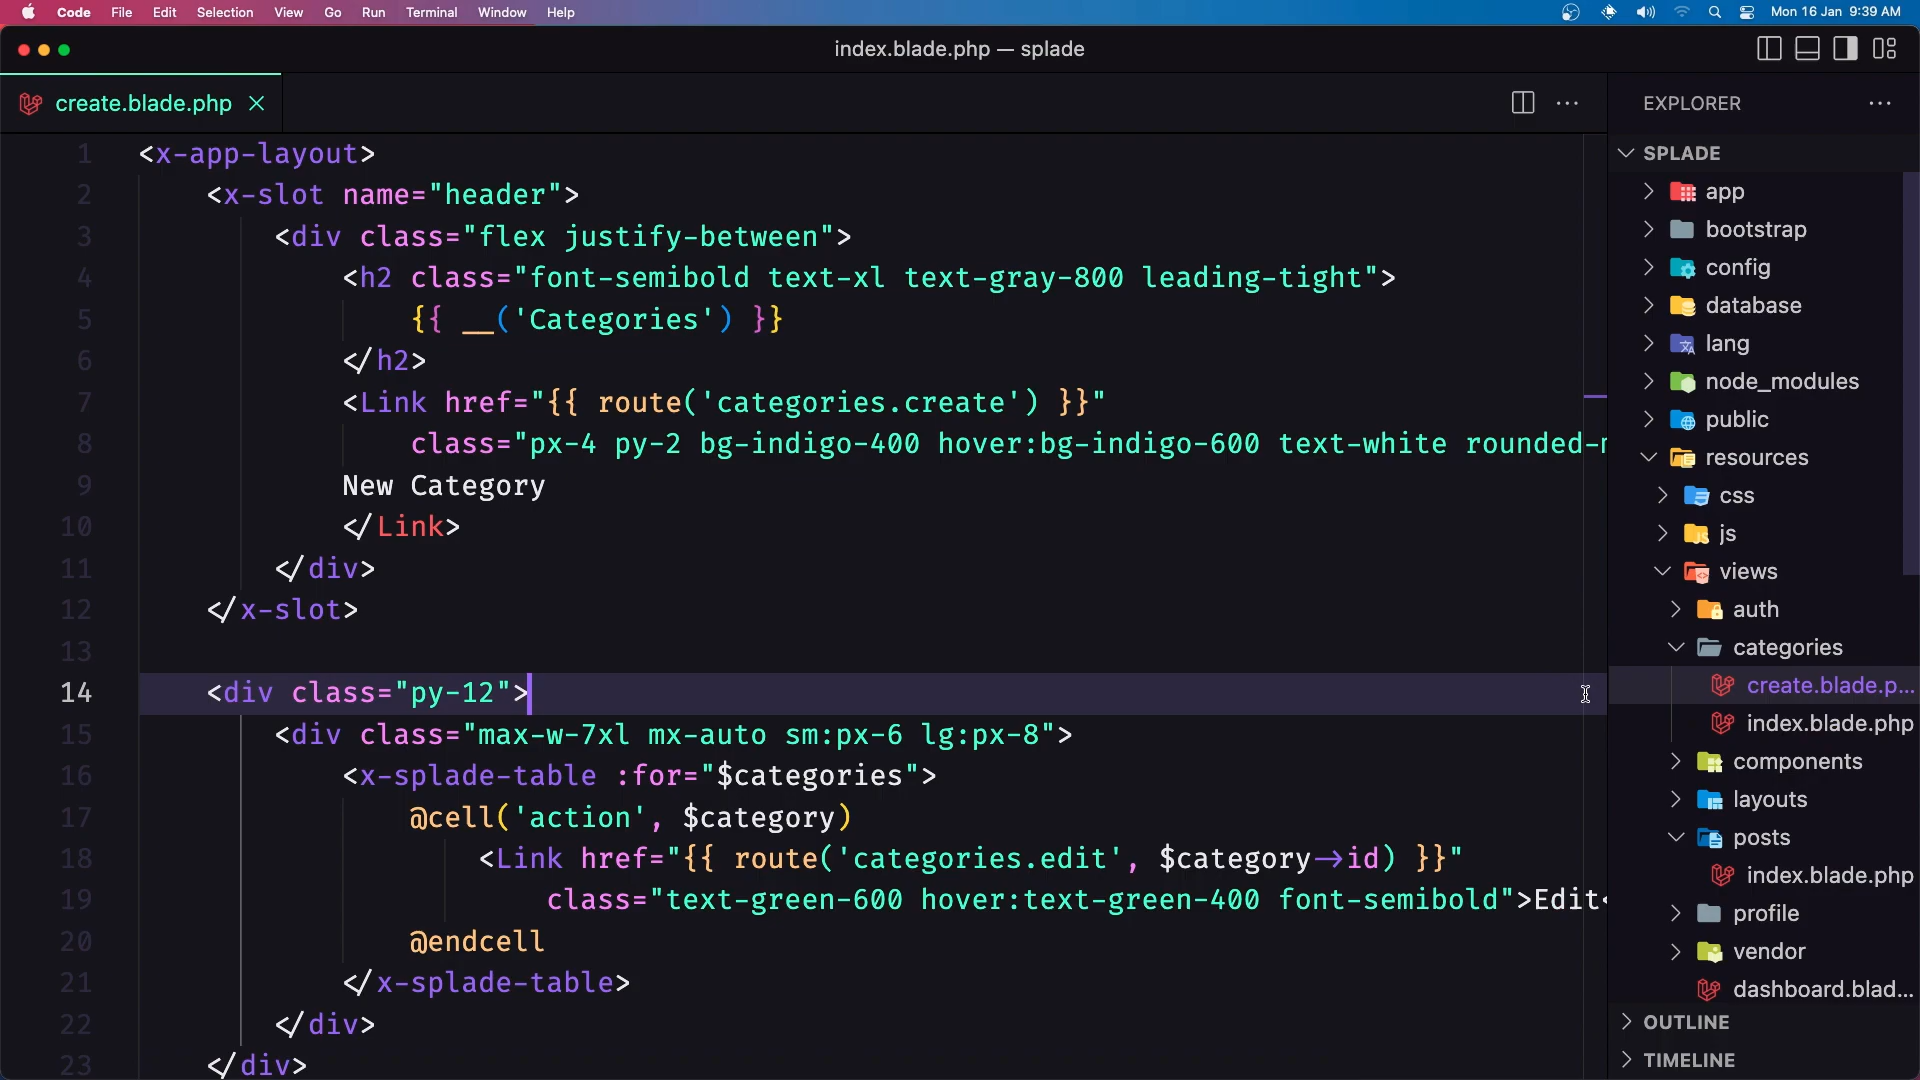 Code File Edit Selection View Go Run Terminal Window Help Mon 16 Jan 9:39 AM
index.blade.php — splade
create.blade.php
EXPLORER
SPLADE
1 <x-app-layout>
2 <x-slot name="header">
3 <div class="flex justify-between">
4 <h2 class="font-semibold text-xl text-gray-800 leading-tight">
5 {{ __('Categories') }}
6 </h2>
7 <Link href="{{ route('categories.create') }}"
8 class="px-4 py-2 bg-indigo-400 hover:bg-indigo-600 text-white rounded-
9 New Category
10 </Link>
11 </div>
12 </x-slot>
13
14 <div class="py-12">
15 <div class="max-w-7xl mx-auto sm:px-6 lg:px-8">
16 <x-splade-table :for="$categories">
17 @cell('action', $category)
18 <Link href="{{ route('categories.edit', $category->id) }}"
19 class="text-green-600 hover:text-green-400 font-semibold">Edit<
20 @endcell
21 </x-splade-table>
22 </div>
23 </div>
app
bootstrap
config
database
lang
node_modules
public
resources
css
js
views
auth
categories
create.blade.p...
index.blade.php
components
layouts
posts
index.blade.php
profile
vendor
dashboard.blad...
OUTLINE
TIMELINE